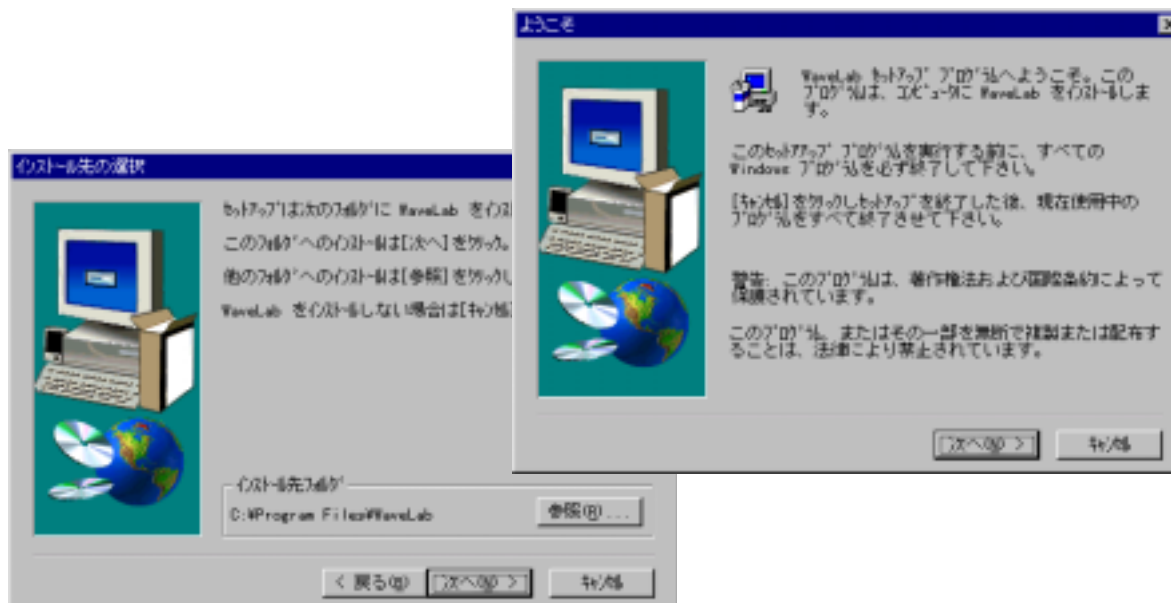 ようこそ
WaveLab ｾｯﾄｱｯﾌﾟ ﾌﾟﾛｸﾞﾗﾑへようこそ。この
ﾌﾟﾛｸﾞﾗﾑは、ｺﾝﾋﾟｭｰﾀに WaveLab をｲﾝｽﾄｰﾙしま
す。
このｾｯﾄｱｯﾌﾟ ﾌﾟﾛｸﾞﾗﾑを実行する前に、すべての
Windows ﾌﾟﾛｸﾞﾗﾑを必ず終了して下さい。
[ｷｬﾝｾﾙ]をｸﾘｯｸしｾｯﾄｱｯﾌﾟを終了した後、現在使用中の
ﾌﾟﾛｸﾞﾗﾑをすべて終了させて下さい。
警告: このﾌﾟﾛｸﾞﾗﾑは、著作権法および国際条約によって
保護されています。
このﾌﾟﾛｸﾞﾗﾑ、またはその一部を無断で複製または配布す
ることは、法律により禁止されています。
次へ(N) >
ｷｬﾝｾﾙ
ｲﾝｽﾄｰﾙ先の選択
ｾｯﾄｱｯﾌﾟは次のﾌｫﾙﾀﾞに WaveLab をｲﾝｽ
このﾌｫﾙﾀﾞへのｲﾝｽﾄｰﾙは[次へ]をｸﾘｯｸ。
他のﾌｫﾙﾀﾞへのｲﾝｽﾄｰﾙは[参照]をｸﾘｯｸし
WaveLab をｲﾝｽﾄｰﾙしない場合は[ｷｬﾝｾﾙ]
ｲﾝｽﾄｰﾙ先ﾌｫﾙﾀﾞ
C:¥Program Files¥WaveLab
参照(R)...
< 戻る(B)
次へ(N) >
ｷｬﾝｾﾙ